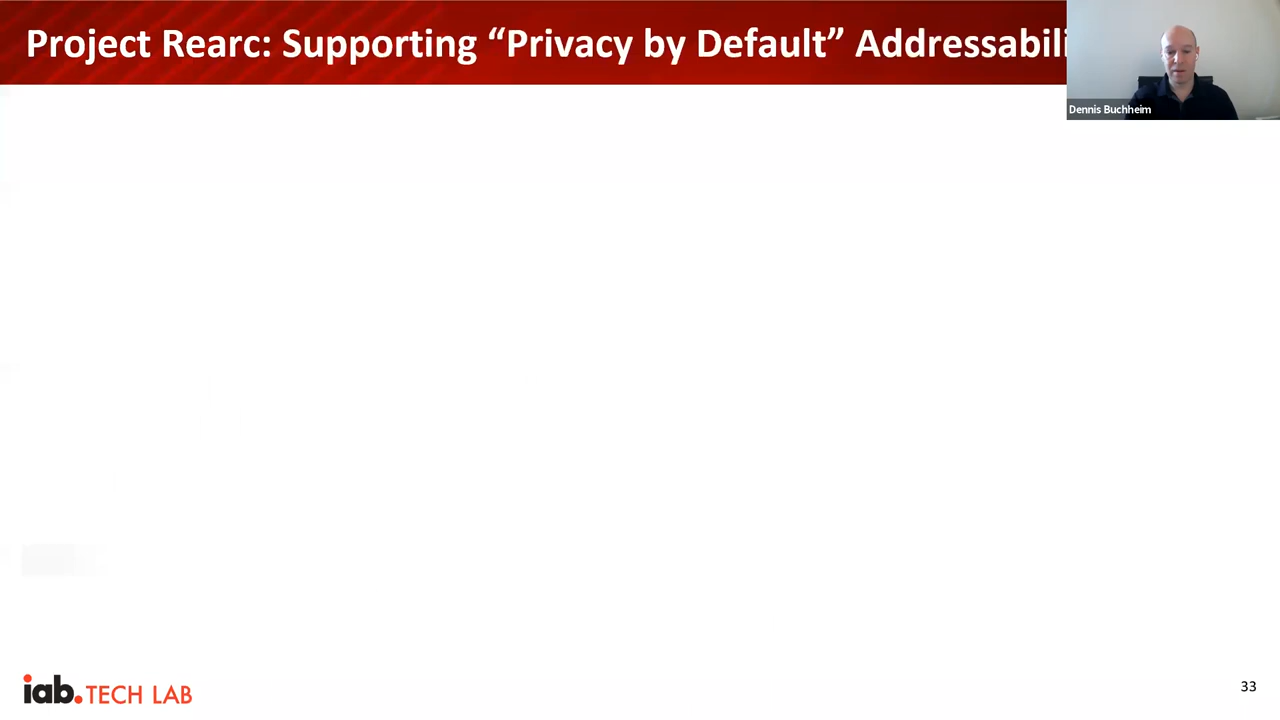 Project Rearc: Supporting “Privacy by Default” Addressabili
Dennis Buchheim
iab.TECH LAB
33